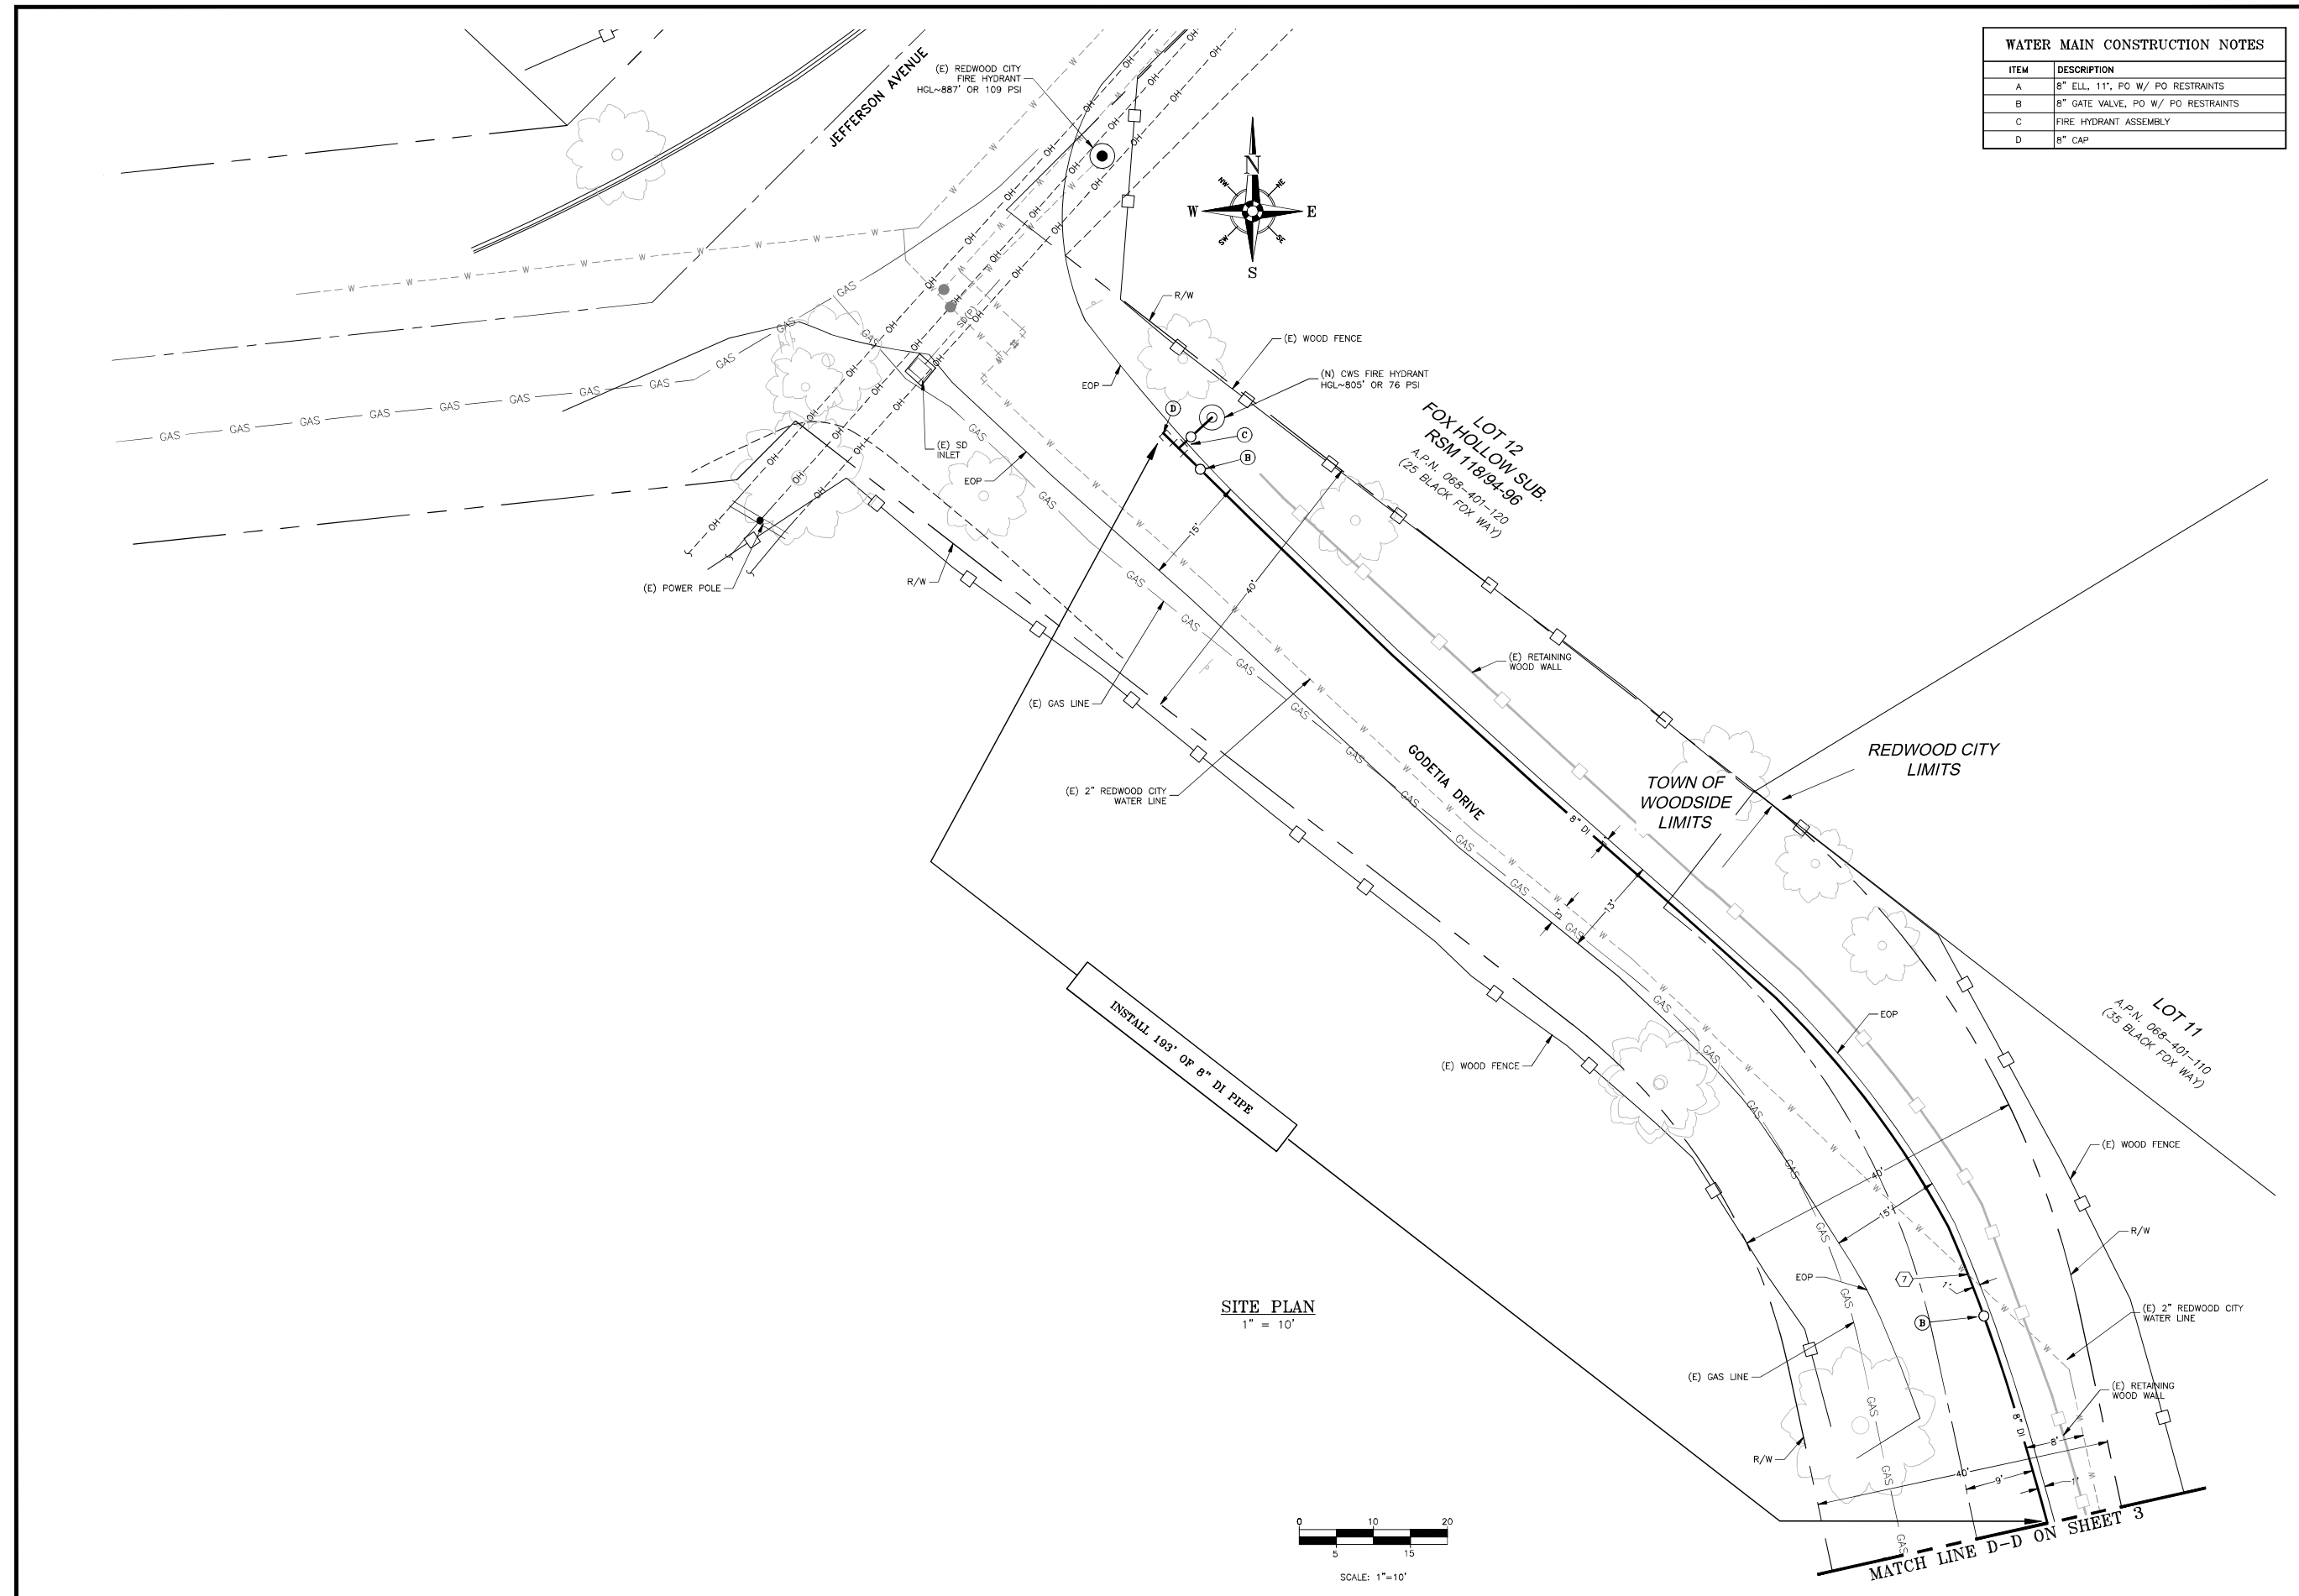 WATER MAIN CONSTRUCTION NOTES
ITEM DESCRIPTION
A 8" ELL, 11°, PO W/ PO RESTRAINTS
B 8" GATE VALVE, PO W/ PO RESTRAINTS
C FIRE HYDRANT ASSEMBLY
D 8" CAP
JEFFERSON AVENUE
(E) REDWOOD CITY
FIRE HYDRANT
HGL~887' OR 109 PSI
N
NE
E
SE
S
SW
W
NW
R/W
(E) WOOD FENCE
(N) CWS FIRE HYDRANT
HGL~805' OR 76 PSI
EOP
D
C
B
(E) SD
INLET
SD(P)
EOP
LOT 12
FOX HOLLOW SUB.
RSM 118/94-96
A.P.N. 068-401-120
(25 BLACK FOX WAY)
15'
40'
R/W
(E) POWER POLE
(E) RETAINING
WOOD WALL
(E) GAS LINE
(E) 2" REDWOOD CITY
WATER LINE
GODETIA DRIVE
8" DI
TOWN OF
WOODSIDE
LIMITS
REDWOOD CITY
LIMITS
13'
INSTALL 193' OF 8" DI PIPE
(E) WOOD FENCE
EOP
LOT 11
A.P.N. 068-401-110
(35 BLACK FOX WAY)
(E) WOOD FENCE
40'
15'
R/W
EOP
7
1'
B
(E) 2" REDWOOD CITY
WATER LINE
(E) GAS LINE
(E) RETAINING
WOOD WALL
8" DI
R/W
8'
40'
9'
1'
MATCH LINE D-D ON SHEET 3
SITE PLAN
1" = 10'
0 10 20
5 15
SCALE: 1"=10'
GAS
OH
W